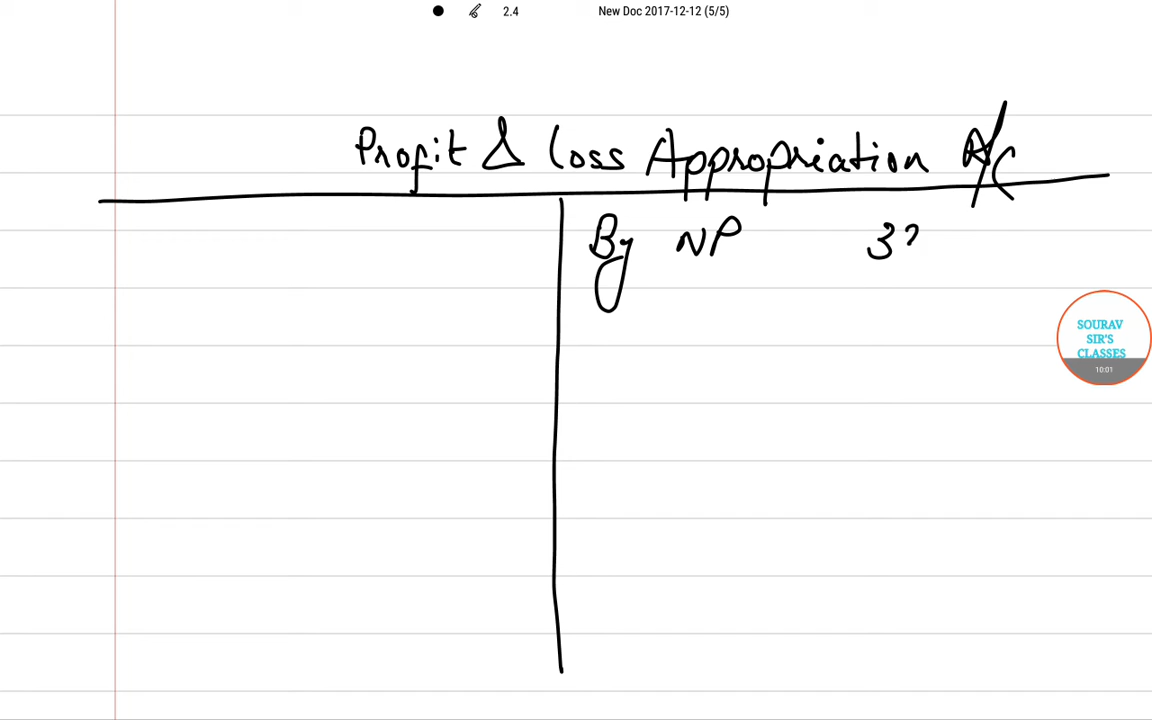 2.4 New Doc 2017-12-12 (5/5)
Profit & Loss Appropriation A/c
By NP
SOURAV
SIR'S
CLASSES
10:01